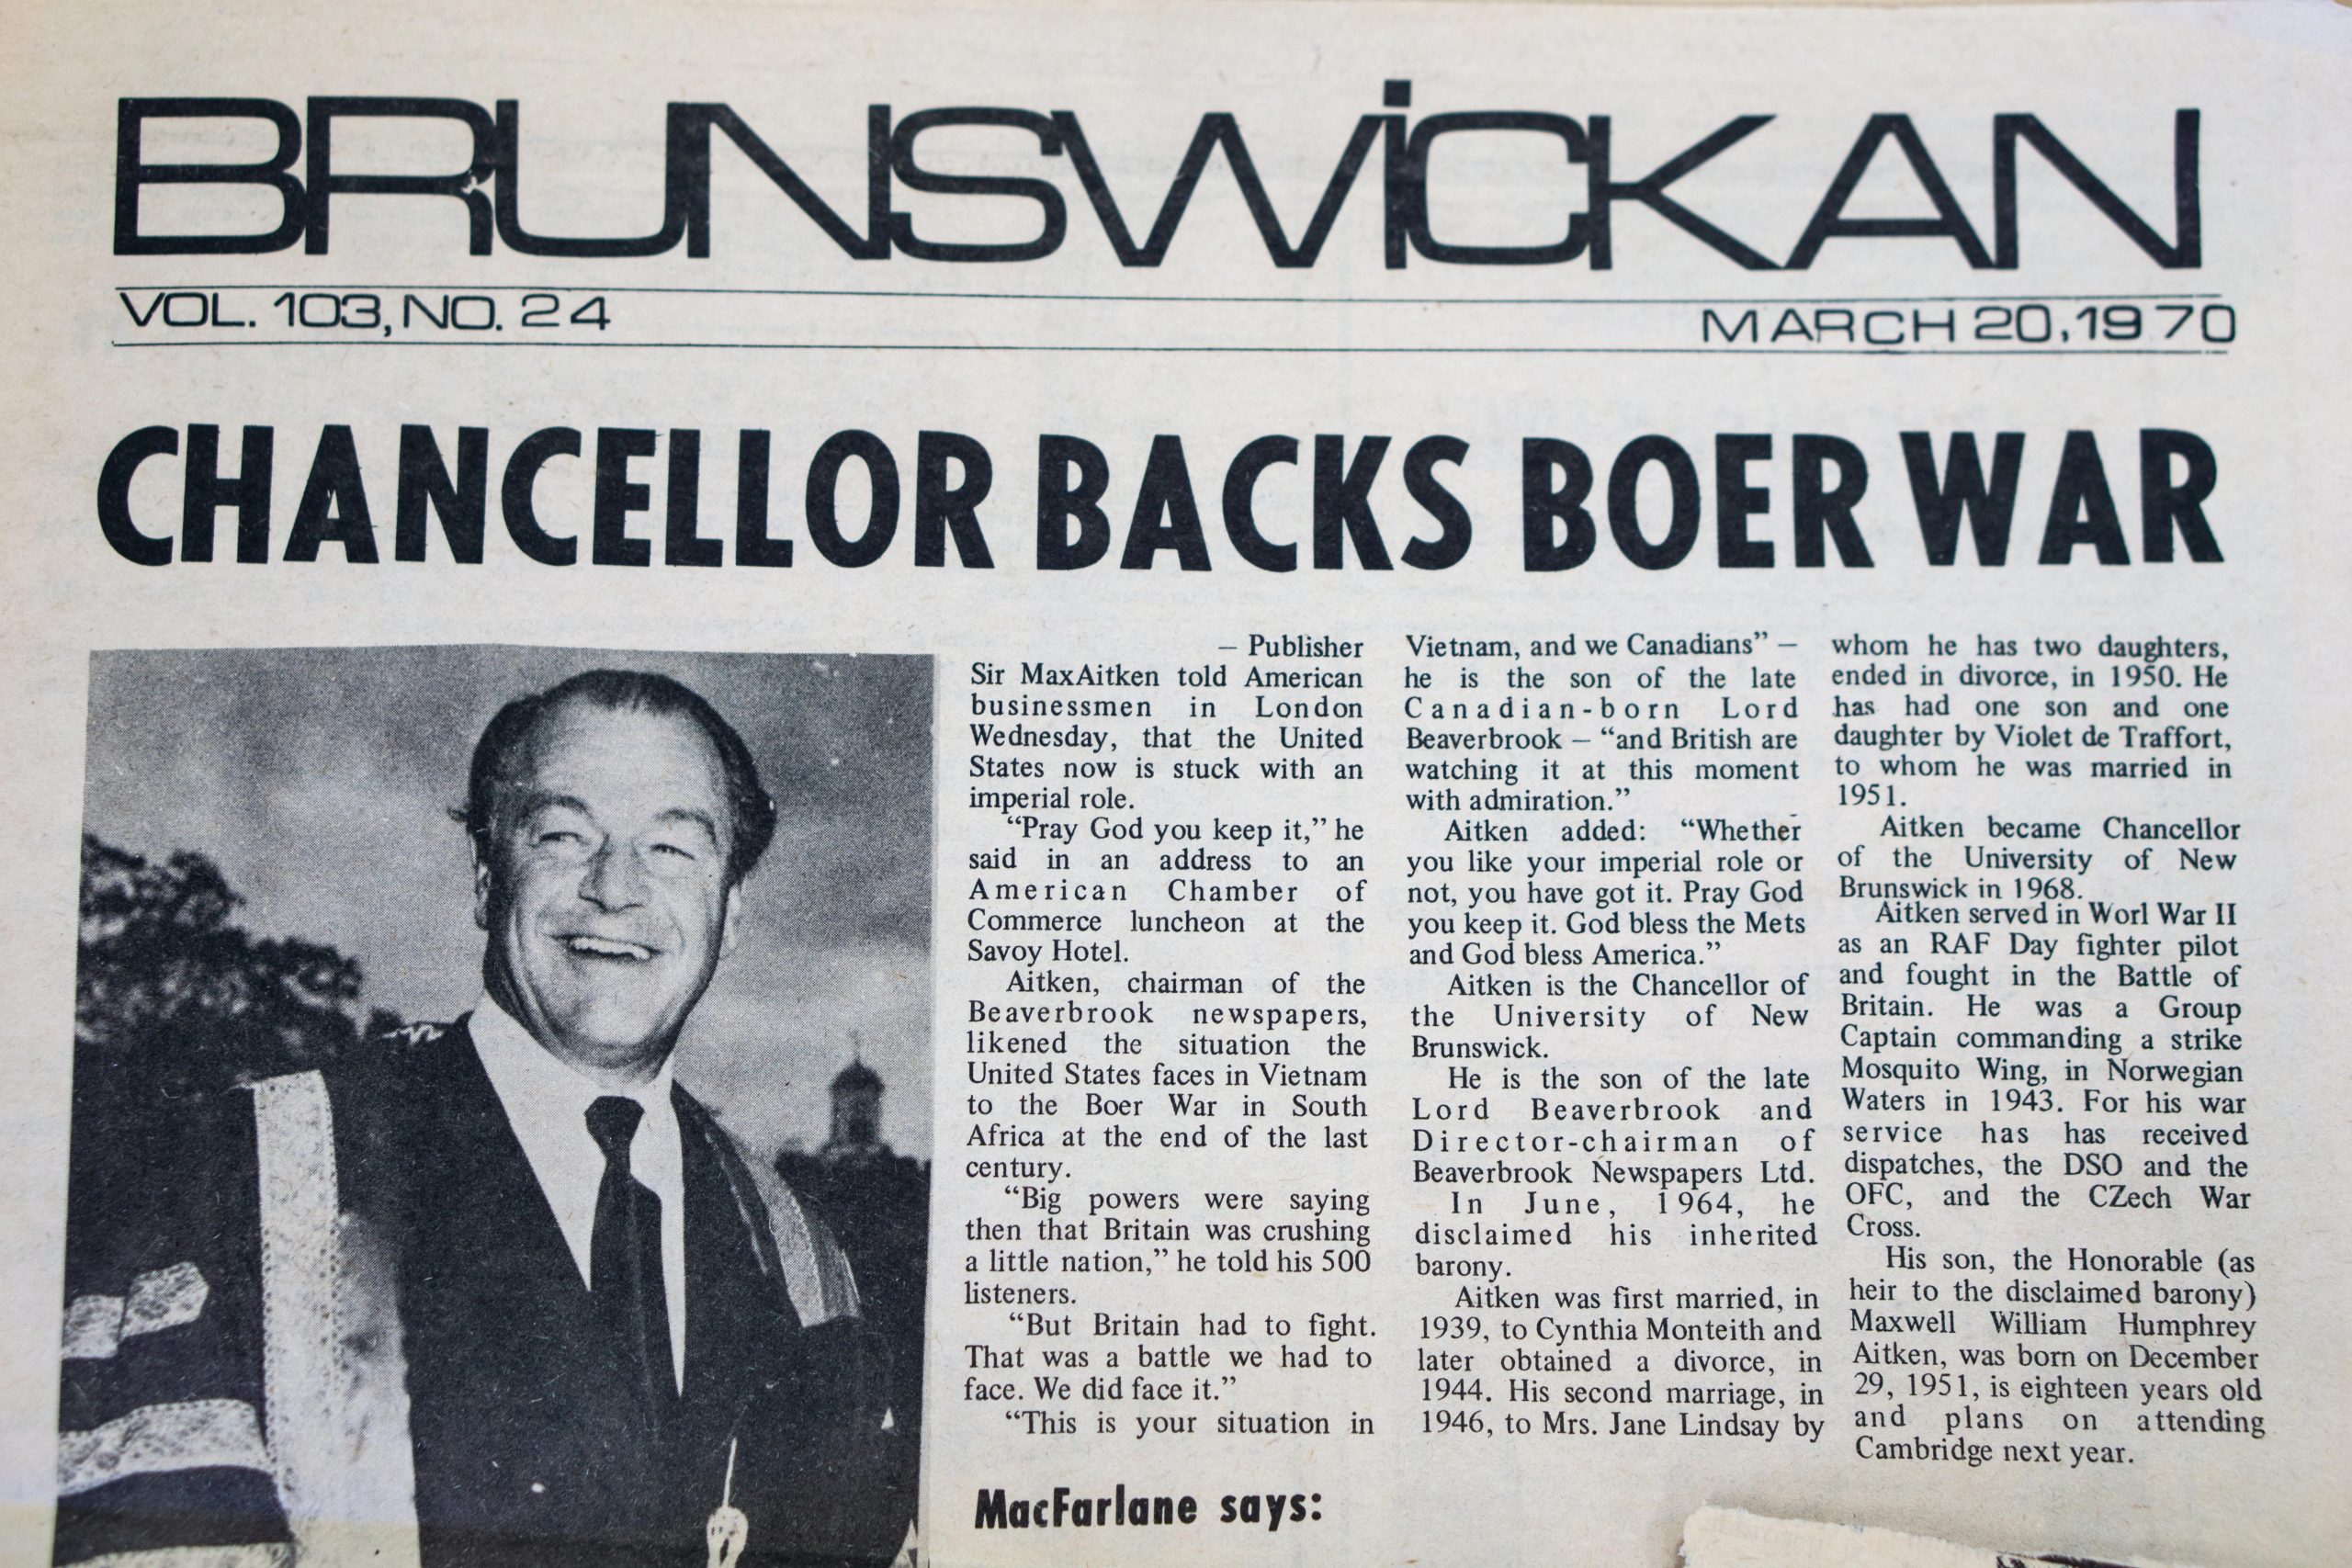 BRUNSWiCKAN
VOL. 103, NO. 24
MARCH 20, 1970
CHANCELLOR BACKS BOER WAR
– Publisher
Sir MaxAitken told American
businessmen in London
Wednesday, that the United
States now is stuck with an
imperial role.
“Pray God you keep it,” he
said in an address to an
American Chamber of
Commerce luncheon at the
Savoy Hotel.
Aitken, chairman of the
Beaverbrook newspapers,
likened the situation the
United States faces in Vietnam
to the Boer War in South
Africa at the end of the last
century.
“Big powers were saying
then that Britain was crushing
a little nation,” he told his 500
listeners.
“But Britain had to fight.
That was a battle we had to
face. We did face it.”
“This is your situation in
Vietnam, and we Canadians” –
he is the son of the late
Canadian-born Lord
Beaverbrook – “and British are
watching it at this moment
with admiration.”
Aitken added: “Whether
you like your imperial role or
not, you have got it. Pray God
you keep it. God bless the Mets
and God bless America.”
Aitken is the Chancellor of
the University of New
Brunswick.
He is the son of the late
Lord Beaverbrook and
Director-chairman of
Beaverbrook Newspapers Ltd.
In June, 1964, he
disclaimed his inherited
barony.
Aitken was first married, in
1939, to Cynthia Monteith and
later obtained a divorce, in
1944. His second marriage, in
1946, to Mrs. Jane Lindsay by
whom he has two daughters,
ended in divorce, in 1950. He
has had one son and one
daughter by Violet de Traffort,
to whom he was married in
1951.
Aitken became Chancellor
of the University of New
Brunswick in 1968.
Aitken served in Worl War II
as an RAF Day fighter pilot
and fought in the Battle of
Britain. He was a Group
Captain commanding a strike
Mosquito Wing, in Norwegian
Waters in 1943. For his war
service has has received
dispatches, the DSO and the
OFC, and the CZech War
Cross.
His son, the Honorable (as
heir to the disclaimed barony)
Maxwell William Humphrey
Aitken, was born on December
29, 1951, is eighteen years old
and plans on attending
Cambridge next year.
MacFarlane says: